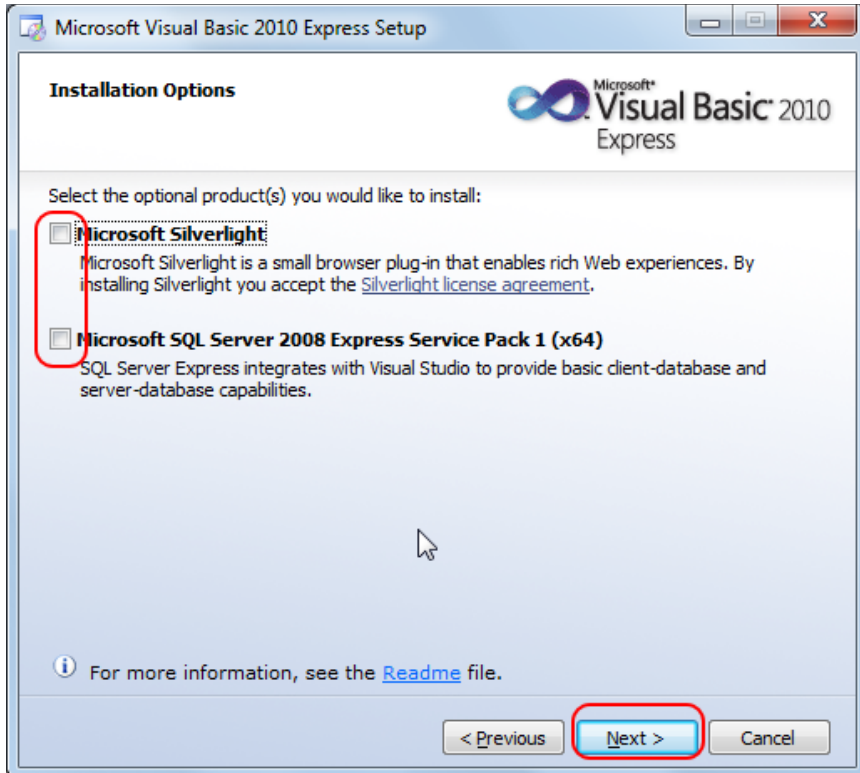 Microsoft Visual Basic 2010 Express Setup
Installation Options
Microsoft®
Visual Basic® 2010
Express
Select the optional product(s) you would like to install:
Microsoft Silverlight
Microsoft Silverlight is a small browser plug-in that enables rich Web experiences. By
installing Silverlight you accept the Silverlight license agreement.
Microsoft SQL Server 2008 Express Service Pack 1 (x64)
SQL Server Express integrates with Visual Studio to provide basic client-database and
server-database capabilities.
For more information, see the Readme file.
< Previous
Next >
Cancel